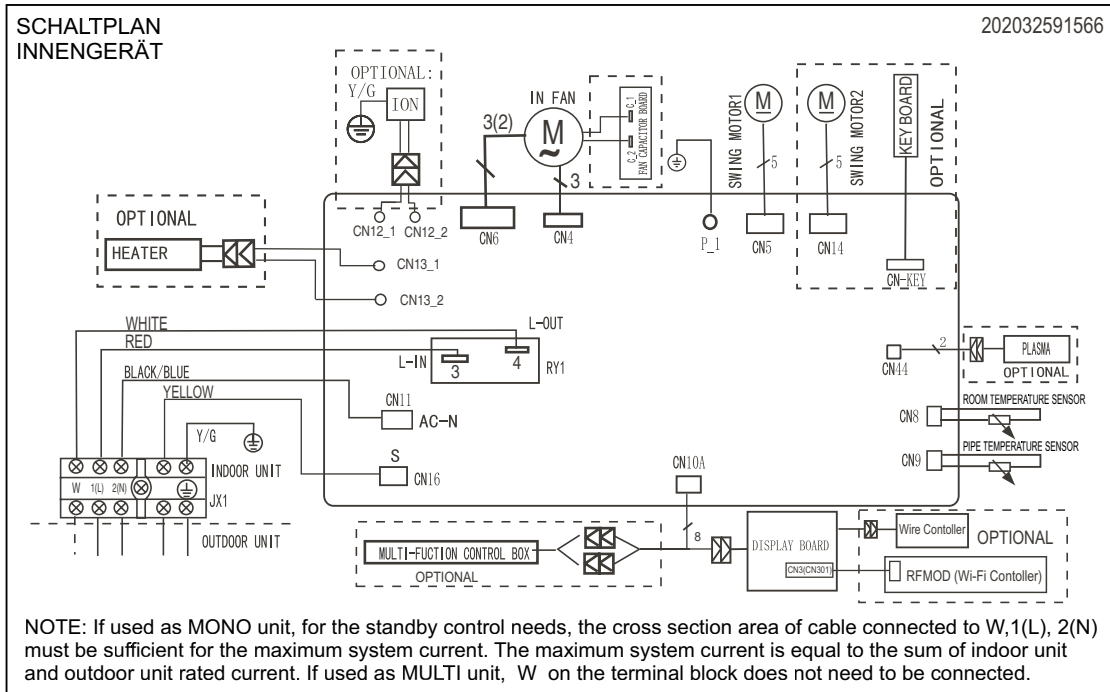 SCHALTPLAN
INNENGERÄT
202032591566
OPTIONAL:
Y/G
ION
IN FAN
3(2)
M
~
3
C_1
C_2
FAN CAPACITOR BOARD
SWING MOTOR1
M
5
M
5
SWING MOTOR2
KEY BOARD
OPTIONAL
OPTIONAL
HEATER
CN12_1
CN12_2
CN6
CN4
P_1
CN5
CN14
CN-KEY
CN13_1
CN13_2
WHITE
RED
L-OUT
L-IN
3
4
RY1
BLACK/BLUE
YELLOW
CN11
AC-N
Y/G
S
CN16
CN44
2
PLASMA
OPTIONAL
ROOM TEMPERATURE SENSOR
CN8
PIPE TEMPERATURE SENSOR
CN9
INDOOR UNIT
W 1(L) 2(N)
JX1
OUTDOOR UNIT
CN10A
8
MULTI-FUCTION CONTROL BOX
OPTIONAL
DISPLAY BOARD
CN3(CN301)
Wire Contoller
OPTIONAL
RFMOD (Wi-Fi Contoller)
NOTE: If used as MONO unit, for the standby control needs, the cross section area of cable connected to W,1(L), 2(N)
must be sufficient for the maximum system current. The maximum system current is equal to the sum of indoor unit
and outdoor unit rated current. If used as MULTI unit, W on the terminal block does not need to be connected.